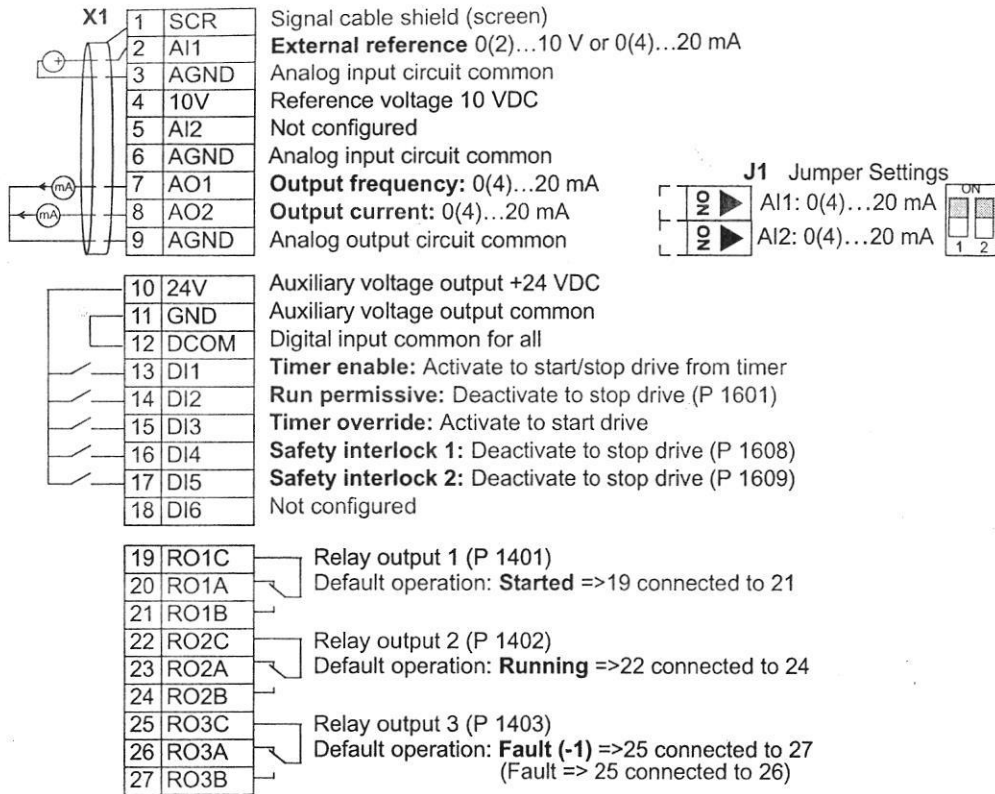 X1
1 SCR Signal cable shield (screen)
2 AI1 External reference 0(2)…10 V or 0(4)…20 mA
3 AGND Analog input circuit common
4 10V Reference voltage 10 VDC
5 AI2 Not configured
6 AGND Analog input circuit common
mA 7 AO1 Output frequency: 0(4)…20 mA
mA 8 AO2 Output current: 0(4)…20 mA
9 AGND Analog output circuit common
J1 Jumper Settings
ON AI1: 0(4)…20 mA
ON AI2: 0(4)…20 mA
ON
1 2
10 24V Auxiliary voltage output +24 VDC
11 GND Auxiliary voltage output common
12 DCOM Digital input common for all
13 DI1 Timer enable: Activate to start/stop drive from timer
14 DI2 Run permissive: Deactivate to stop drive (P 1601)
15 DI3 Timer override: Activate to start drive
16 DI4 Safety interlock 1: Deactivate to stop drive (P 1608)
17 DI5 Safety interlock 2: Deactivate to stop drive (P 1609)
18 DI6 Not configured
19 RO1C Relay output 1 (P 1401)
20 RO1A Default operation: Started =>19 connected to 21
21 RO1B
22 RO2C Relay output 2 (P 1402)
23 RO2A Default operation: Running =>22 connected to 24
24 RO2B
25 RO3C Relay output 3 (P 1403)
26 RO3A Default operation: Fault (-1) =>25 connected to 27
27 RO3B (Fault => 25 connected to 26)